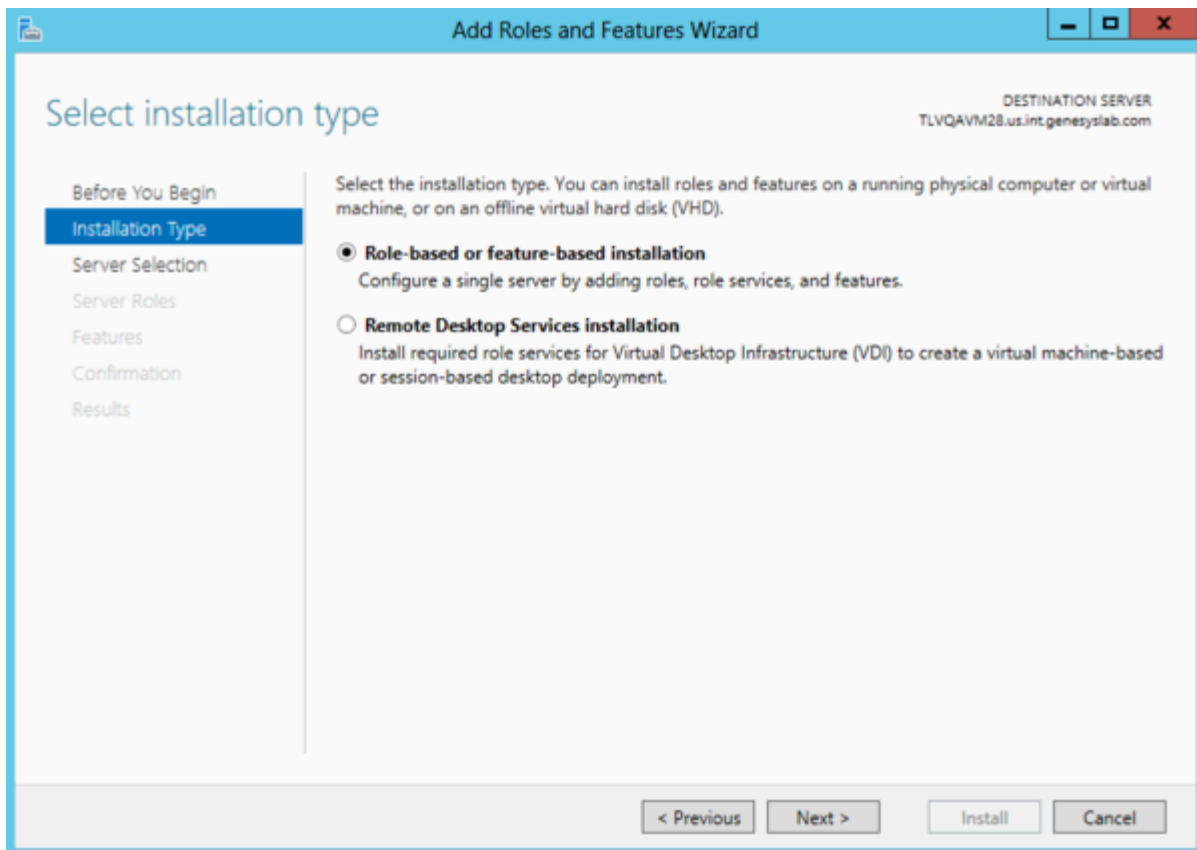 Add Roles and Features Wizard
Select installation type
DESTINATION SERVER
TLVQAVM28.us.int.genesyslab.com
Before You Begin
Installation Type
Server Selection
Server Roles
Features
Confirmation
Results
Select the installation type. You can install roles and features on a running physical computer or virtual
machine, or on an offline virtual hard disk (VHD).
Role-based or feature-based installation
Configure a single server by adding roles, role services, and features.
Remote Desktop Services installation
Install required role services for Virtual Desktop Infrastructure (VDI) to create a virtual machine-based
or session-based desktop deployment.
< Previous
Next >
Install
Cancel